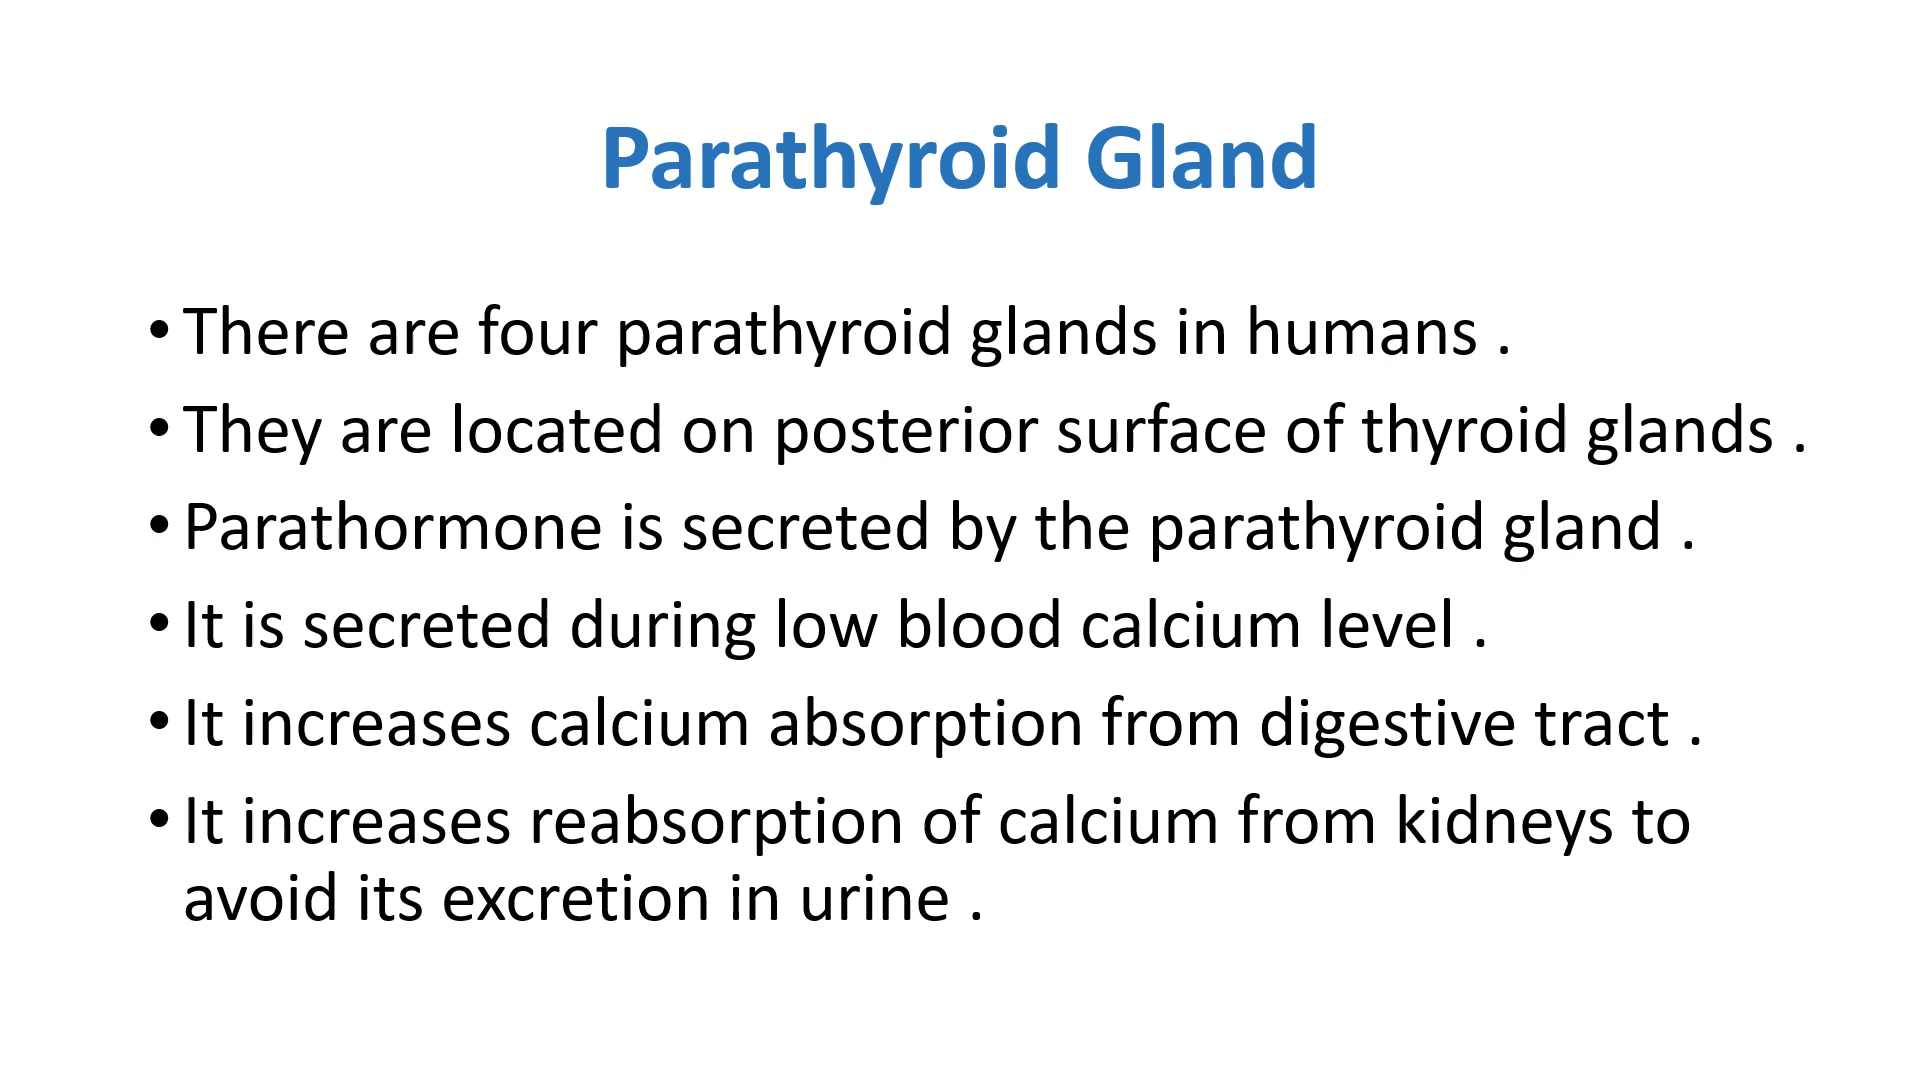 Parathyroid Gland
• There are four parathyroid glands in humans .
• They are located on posterior surface of thyroid glands .
• Parathormone is secreted by the parathyroid gland .
• It is secreted during low blood calcium level .
• It increases calcium absorption from digestive tract .
• It increases reabsorption of calcium from kidneys to
avoid its excretion in urine .